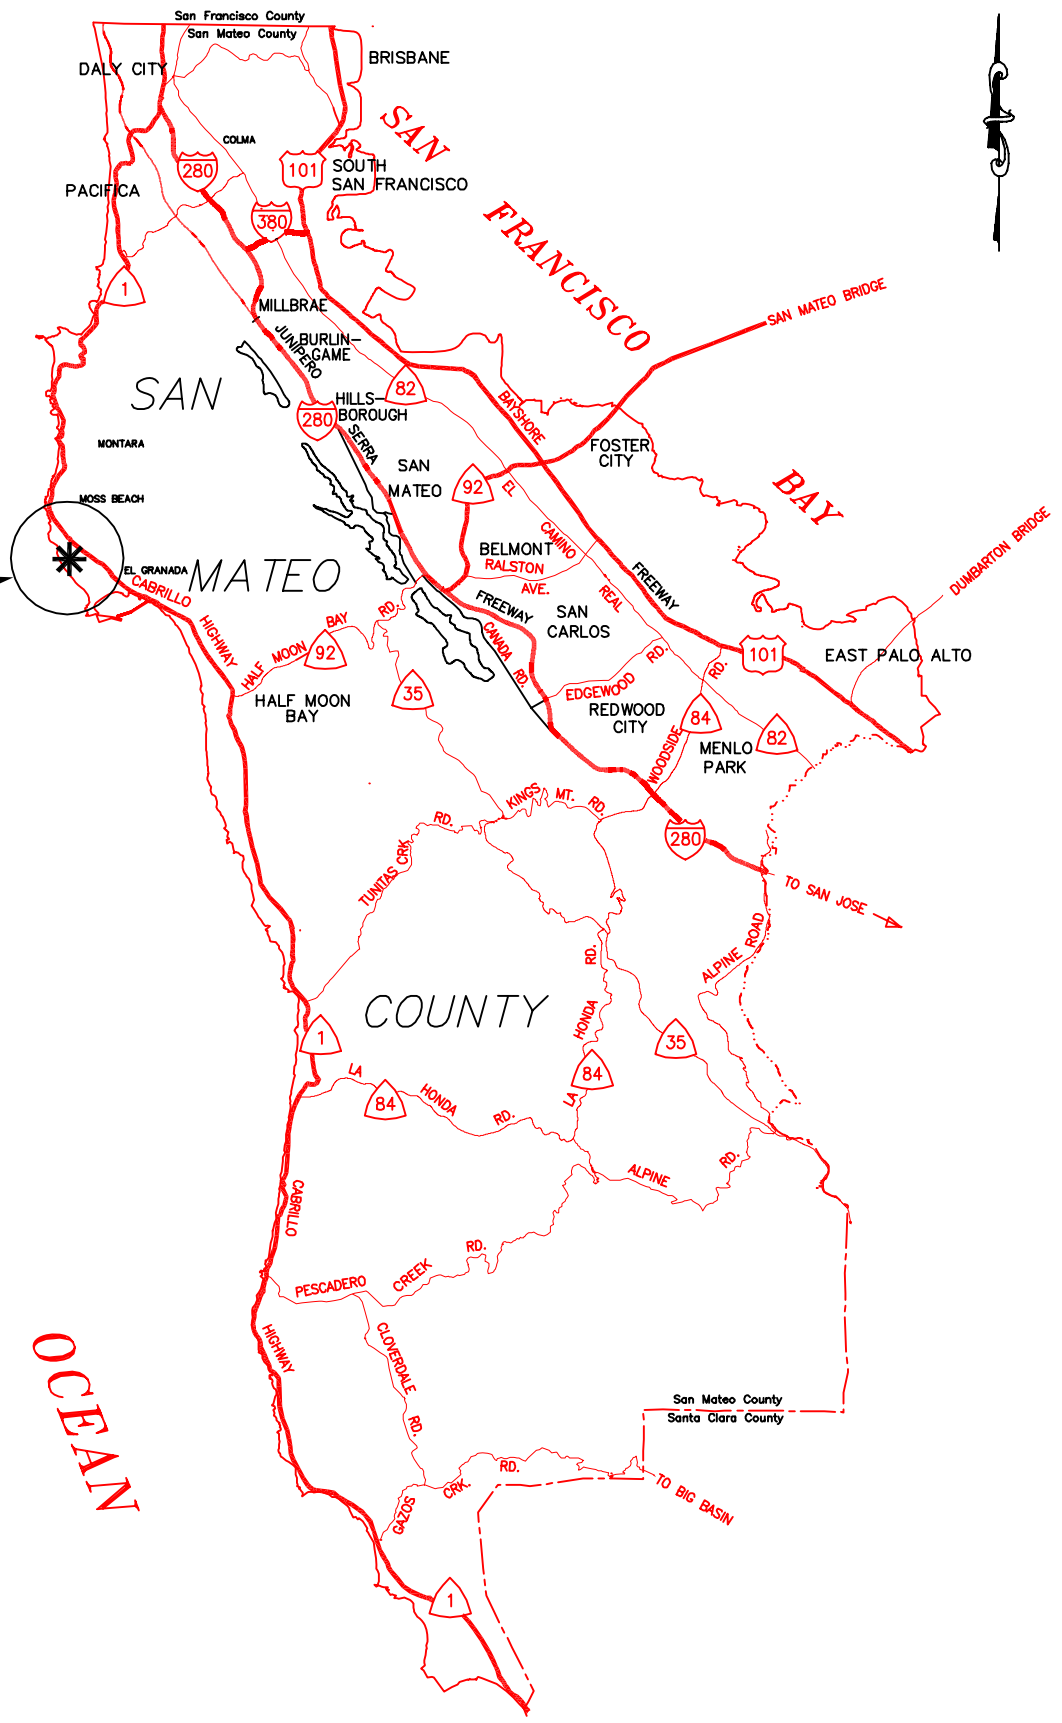 San Francisco County
San Mateo County
DALY CITY
BRISBANE
COLMA
SAN
FRANCISCO
BAY
280
101
SOUTH
SAN FRANCISCO
PACIFICA
380
1
MILLBRAE
SAN MATEO BRIDGE
JUNIPERO
BURLIN-
GAME
82
SAN
HILLS-
BOROUGH
280
BAYSHORE
SERRA
MONTARA
FOSTER
CITY
SAN
MATEO
92
EL
MOSS BEACH
CAMINO
DUMBARTON BRIDGE
BELMONT
RALSTON
AVE.
EL GRANADA
MATEO
CABRILLO
REAL
FREEWAY
RD.
FREEWAY
SAN
CARLOS
HIGHWAY
BAY
MOON
HALF
92
CANADA
RD.
RD.
RD.
101
EAST PALO ALTO
35
EDGEWOOD
HALF MOON
BAY
REDWOOD
CITY
84
82
WOODSIDE
MENLO
PARK
KINGS
MT.
RD.
RD.
280
TUNITAS CRK
TO SAN JOSE
ALPINE ROAD
RD.
COUNTY
HONDA
1
35
LA
84
84
HONDA
LA
RD.
ALPINE
RD.
CABRILLO
RD.
CREEK
PESCADERO
HIGHWAY
CLOVERDALE
RD.
OCEAN
San Mateo County
Santa Clara County
RD.
CRK.
GAZOS
TO BIG BASIN
1